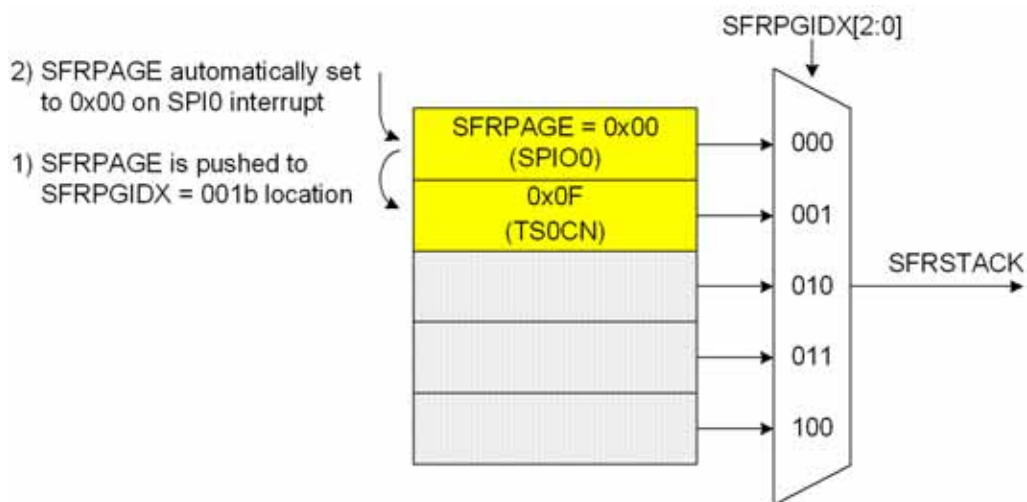 SFRPGIDX[2:0]
2) SFRPAGE automatically set
to 0x00 on SPI0 interrupt
1) SFRPAGE is pushed to
SFRPGIDX = 001b location
SFRPAGE = 0x00
(SPIO0)
0x0F
(TS0CN)
000
001
010
011
100
SFRSTACK